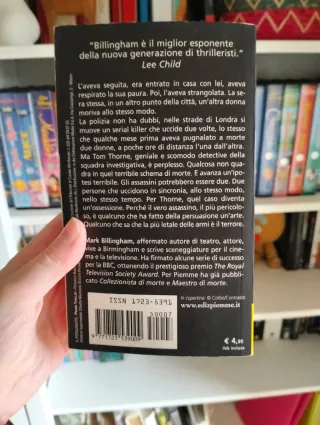 "Billingham è il miglior esponente
della nuova generazione di thrilleristi."
Lee Child
L'aveva seguita, era entrato in casa con lei, aveva
respirato la sua paura. Poi, l'aveva strangolata. La se-
ra stessa, in un altro punto della città, un'altra donna
moriva allo stesso modo.
La polizia non ha dubbi, nelle strade di Londra si
muove un serial killer che uccide due volte, lo stesso
che qualche mese prima aveva pugnalato a morte
due donne, a poche ore di distanza l'una dall'altra.
Ma Tom Thorne, geniale e scomodo detective della
squadra investigativa, è perplesso. Qualcosa non qua-
dra in quel terribile schema di morte. E avanza un'ipo-
tesi terribile. Gli assassini potrebbero essere due. Due
persone che uccidono in sincronia, allo stesso modo,
nello stesso tempo. Per Thorne, quel caso diventa
un'ossessione. Perché il vero assassino, il più pericolo-
so, è qualcuno che ha fatto della persuasione un'arte.
Qualcuno che sa che la più letale delle armi è il terrore.
Mark Billingham, affermato autore di teatro, attore,
vive a Birmingham e scrive sceneggiature per il cine-
ma e la televisione. Ha firmato alcune serie di successo
per la BBC, ottenendo il prestigioso premio The Royal
Television Society Award. Per Piemme ha già pubbli-
cato Collezionista di morte e Maestro di morte.
ISSN 1723-5391
50007
9 771723 539009
In copertina: © Corbis/Contrasto
www.edizpiemme.it
€ 4,90
IVA inclusa